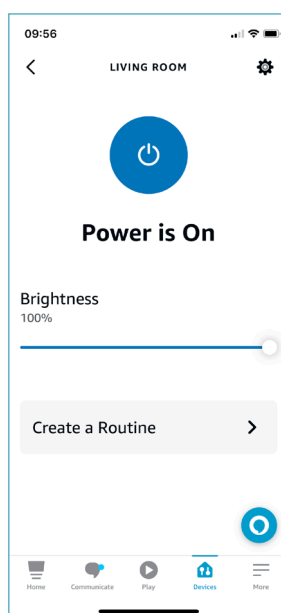 09:56
LIVING ROOM
Power is On
Brightness
100%
Create a Routine
Home Communicate Play Devices More